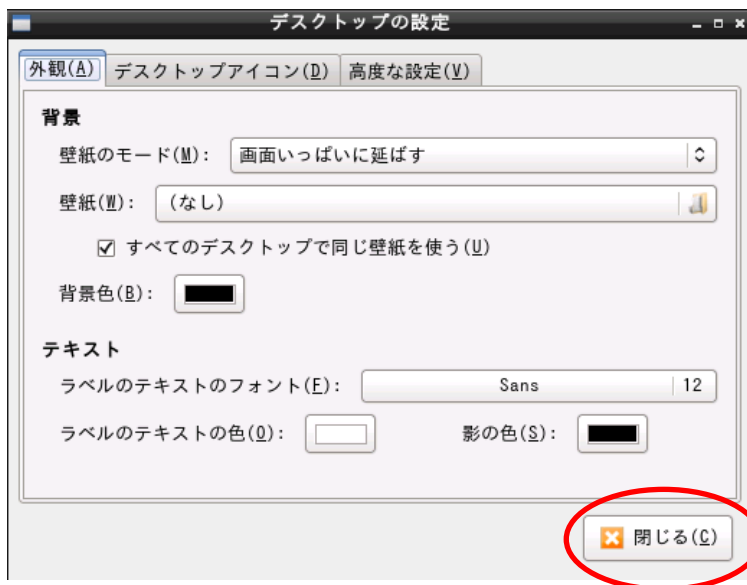 デスクトップの設定
外観(A) デスクトップアイコン(D) 高度な設定(V)
背景
壁紙のモード(M): 画面いっぱいに延ばす
壁紙(W): (なし)
すべてのデスクトップで同じ壁紙を使う(U)
背景色(B):
テキスト
ラベルのテキストのフォント(F): Sans 12
ラベルのテキストの色(O): 影の色(S):
閉じる(C)